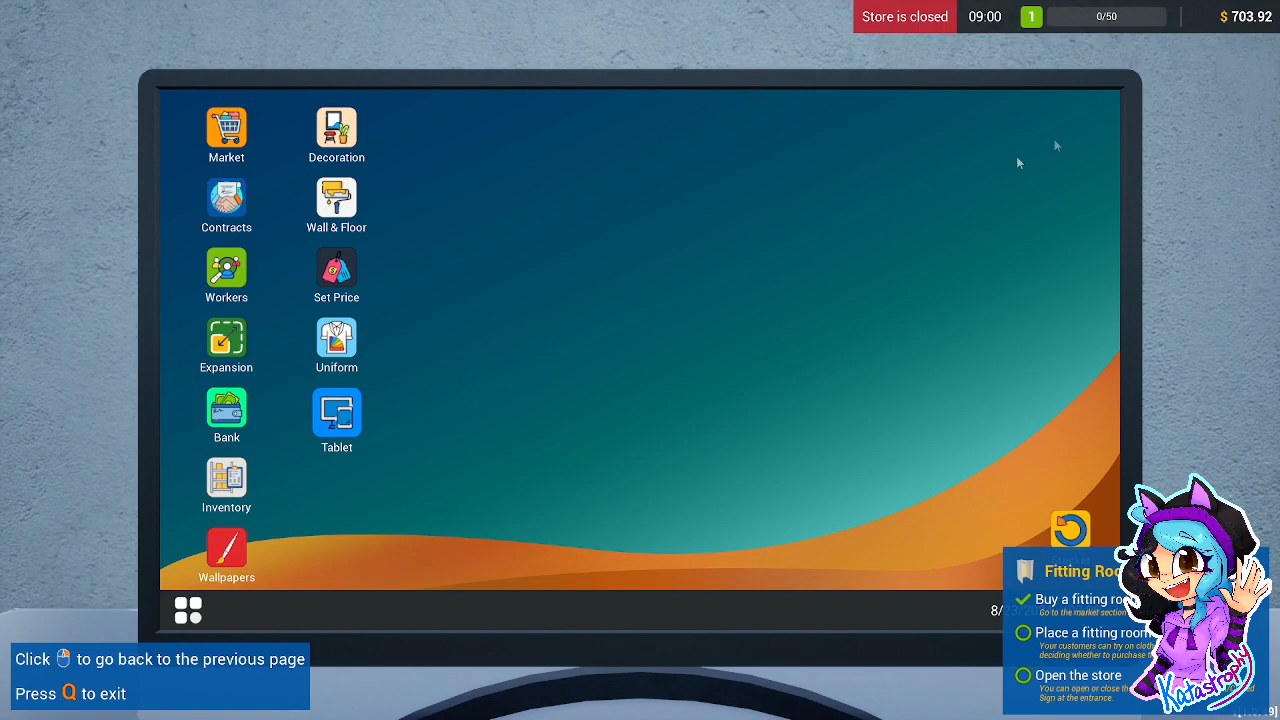 Store is closed 09:00 1 0/50 $ 703.92
Market Decoration
Contracts Wall & Floor
Workers Set Price
Expansion Uniform
Bank Tablet
Inventory
Wallpapers
Fitting
Buy a fitting
Go to the market section
Place a fitting room
Your customers can try on
deciding whether to purchase
Open the store
You can open or close the
Sign at the entrance.
Click to go back to the previous page
Press Q to exit
Katastrofy